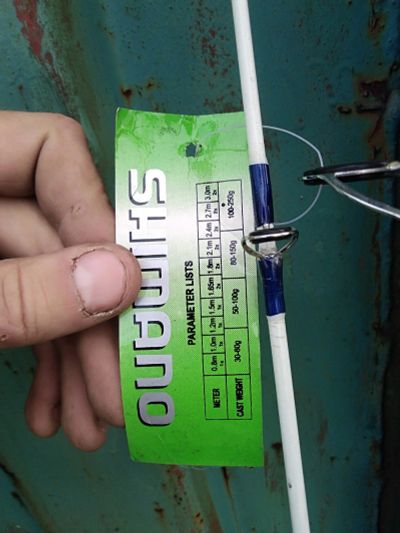 SHIMANO
PARAMETER LISTS
METER 0.8m 1.0m 1.2m 1.5m 1.65m 1.8m 2.1m 2.4m 2.7m 3.0m
CAST WEIGHT 30-60g 50-100g 80-150g 100-250g